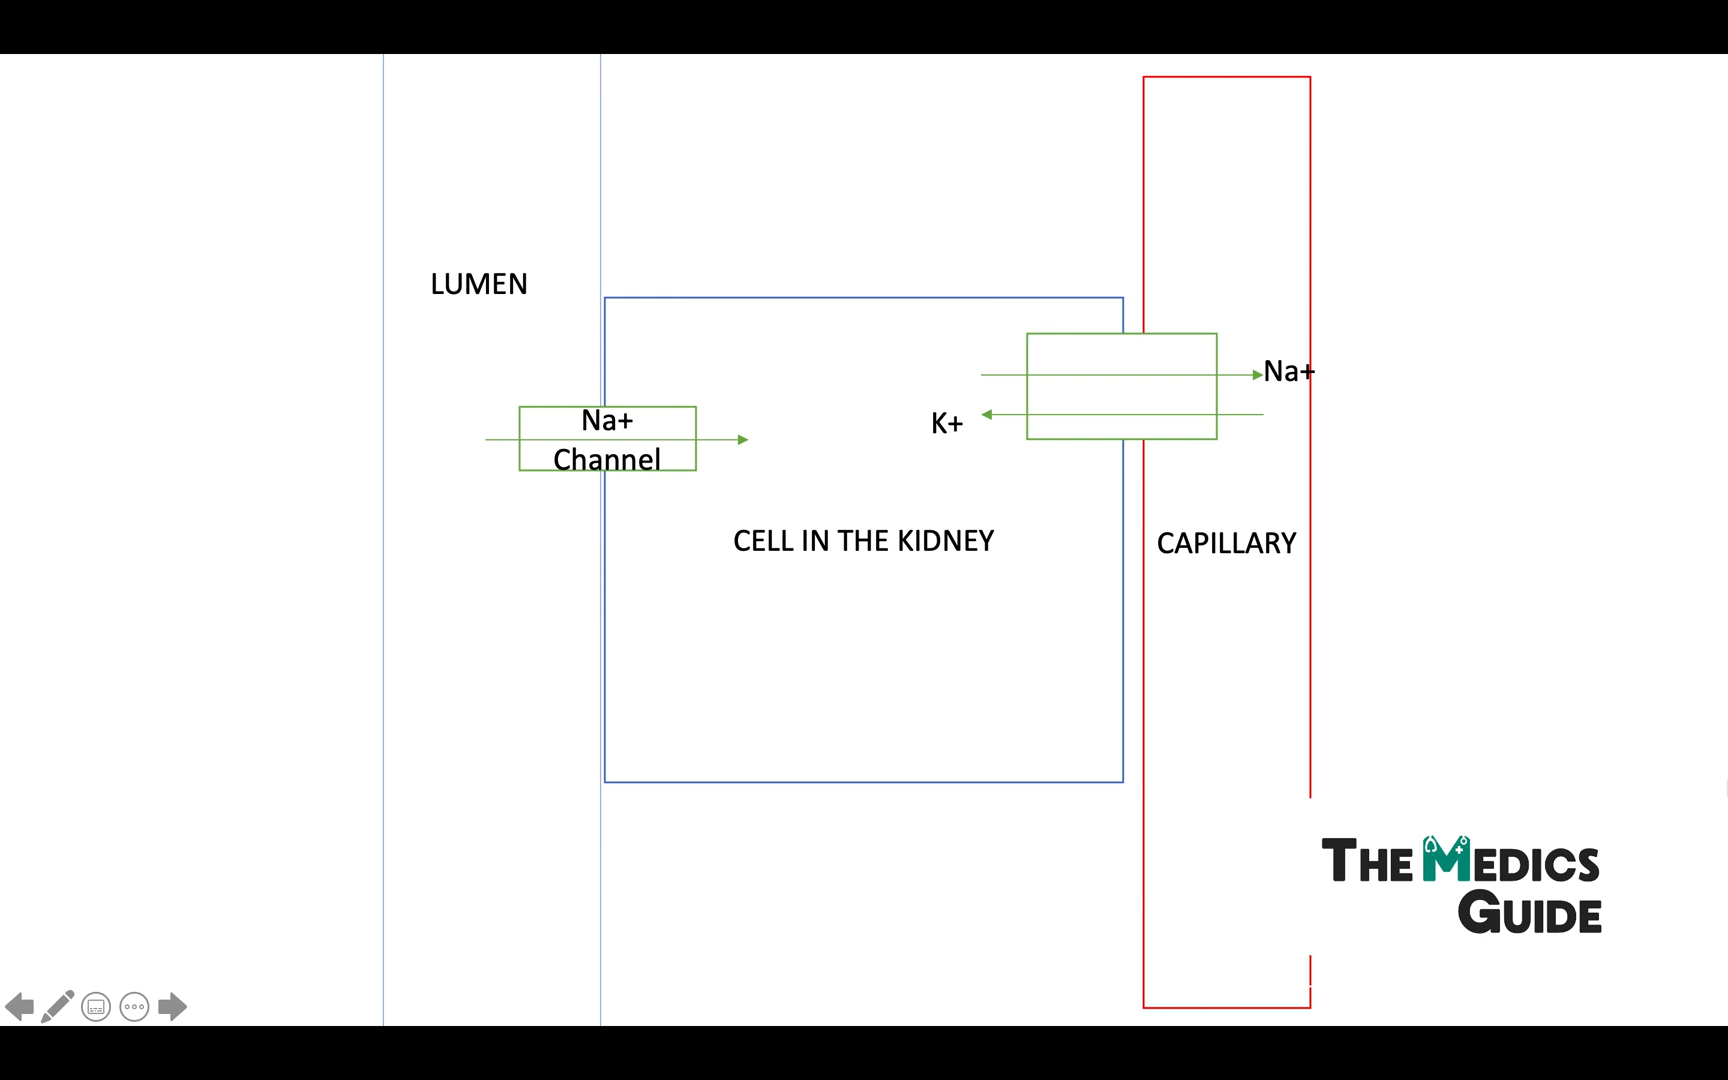 LUMEN
Na+
K+
Na+
Channel
CELL IN THE KIDNEY
CAPILLARY
THE MEDICS
GUIDE